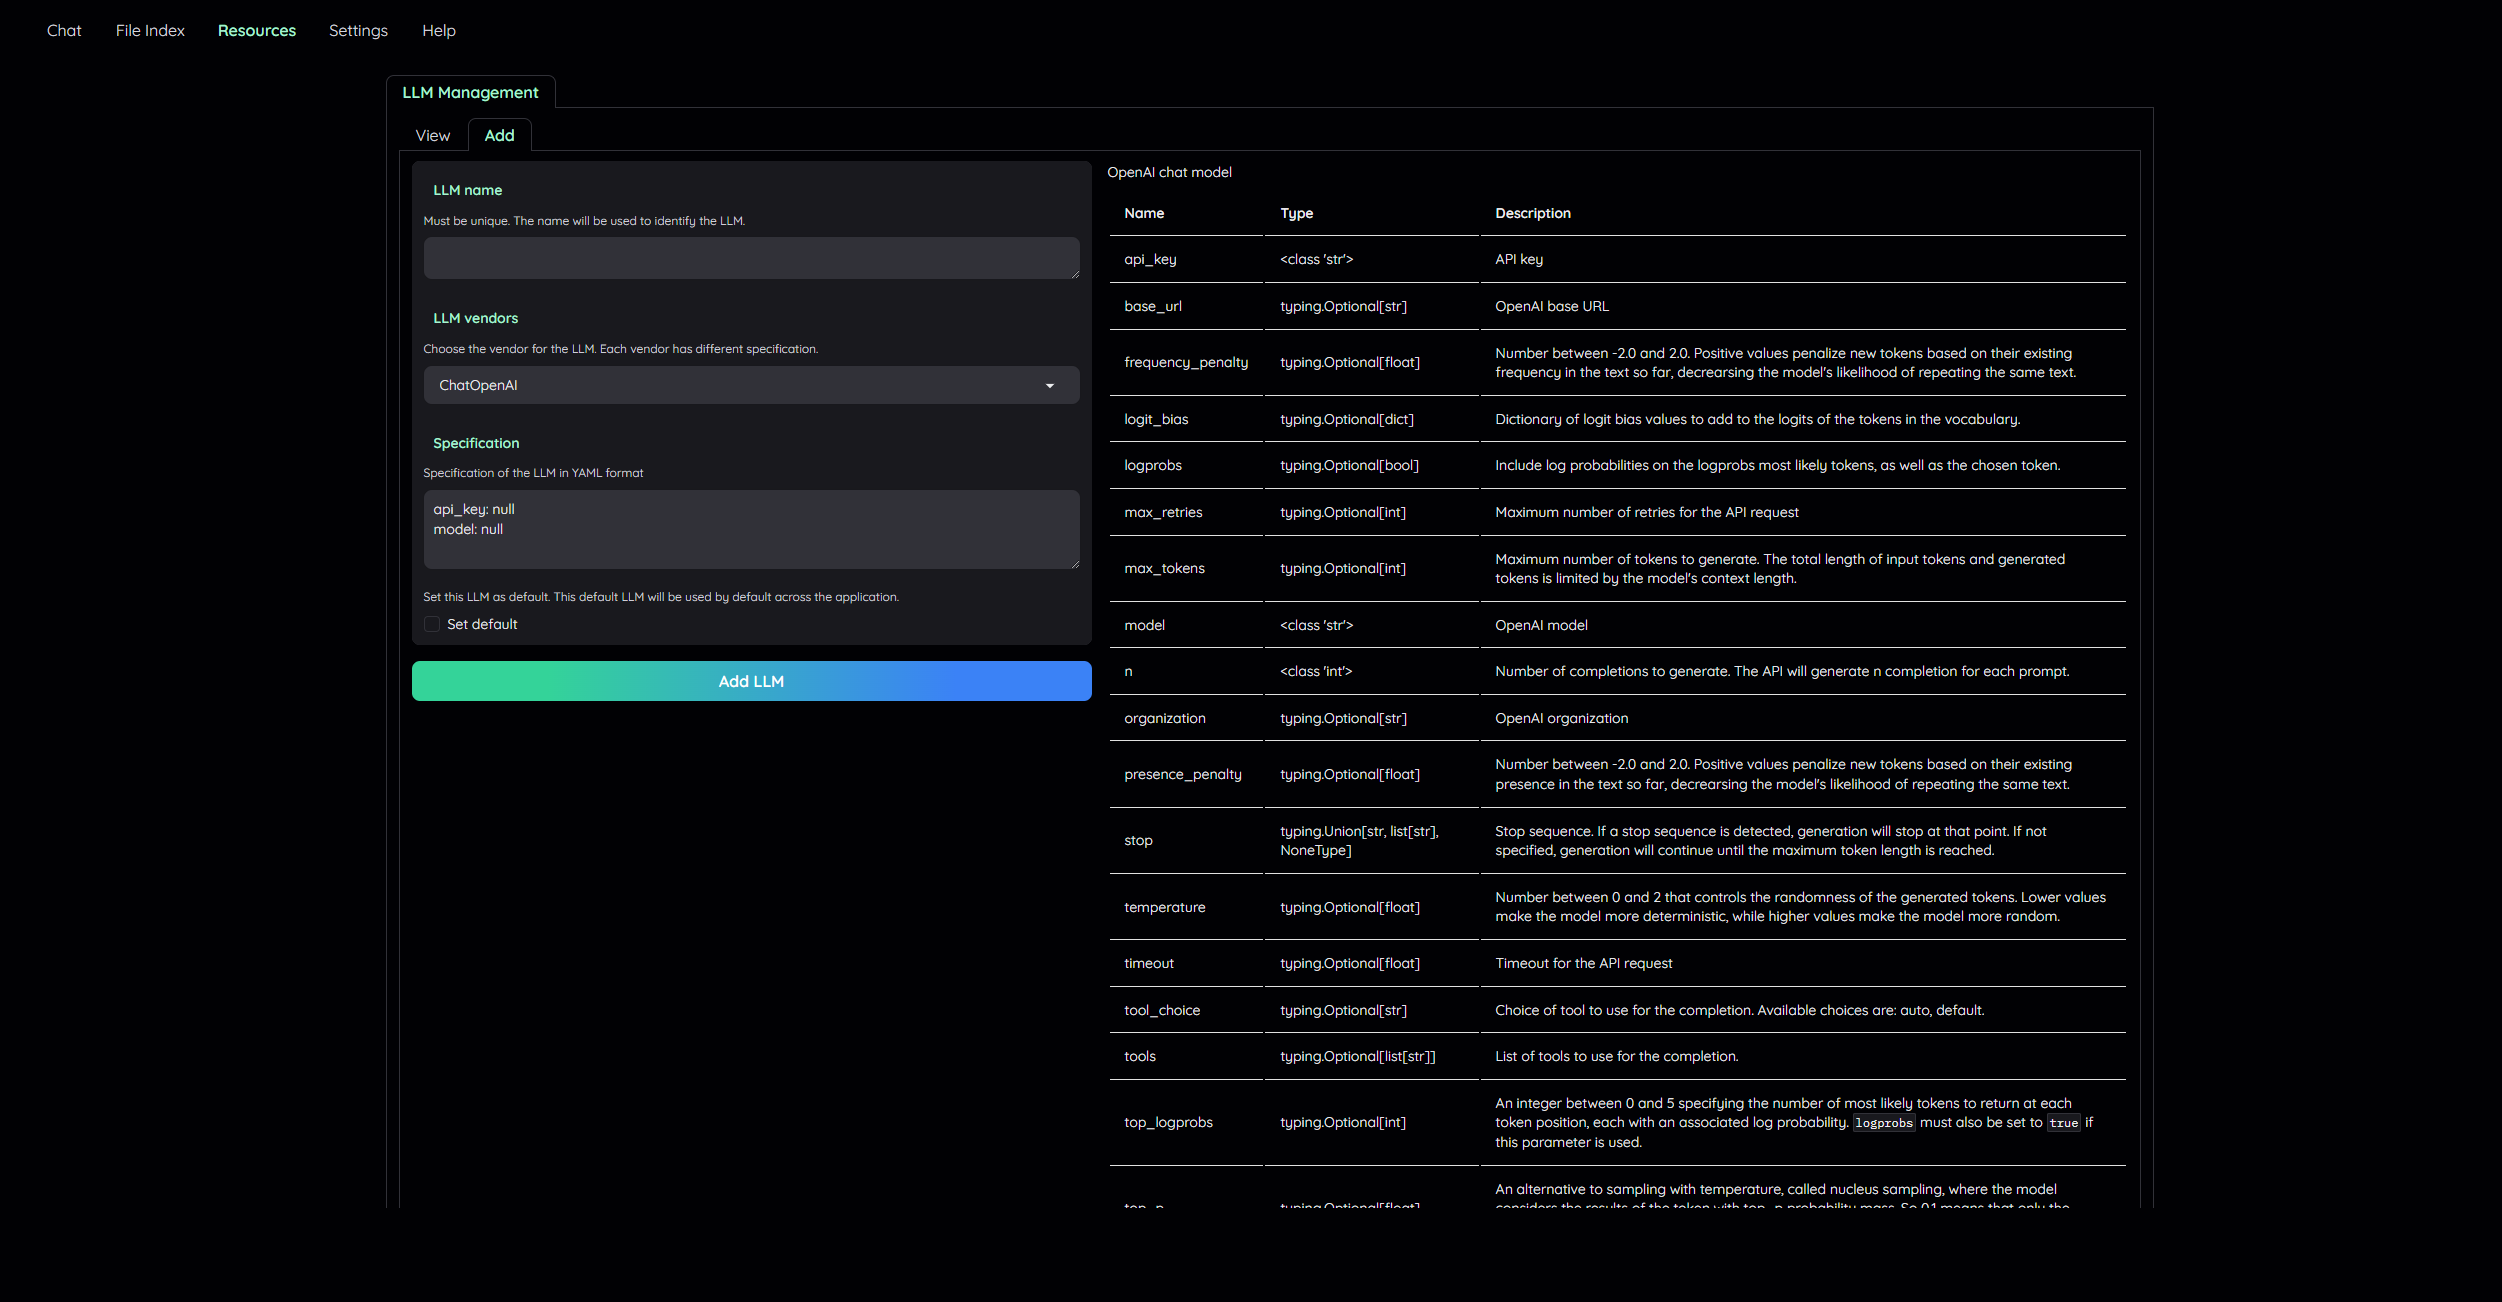 Chat File Index Resources Settings Help
LLM Management
View Add
LLM name
Must be unique. The name will be used to identify the LLM.
LLM vendors
Choose the vendor for the LLM. Each vendor has different specification.
ChatOpenAI
Specification
Specification of the LLM in YAML format
api_key: null
model: null
Set this LLM as default. This default LLM will be used by default across the application.
Set default
Add LLM
OpenAI chat model
Name Type Description
api_key <class 'str'> API key
base_url typing.Optional[str] OpenAI base URL
frequency_penalty typing.Optional[float] Number between -2.0 and 2.0. Positive values penalize new tokens based on their existing
frequency in the text so far, decrearsing the model's likelihood of repeating the same text.
logit_bias typing.Optional[dict] Dictionary of logit bias values to add to the logits of the tokens in the vocabulary.
logprobs typing.Optional[bool] Include log probabilities on the logprobs most likely tokens, as well as the chosen token.
max_retries typing.Optional[int] Maximum number of retries for the API request
max_tokens typing.Optional[int] Maximum number of tokens to generate. The total length of input tokens and generated
tokens is limited by the model's context length.
model <class 'str'> OpenAI model
n <class 'int'> Number of completions to generate. The API will generate n completion for each prompt.
organization typing.Optional[str] OpenAI organization
presence_penalty typing.Optional[float] Number between -2.0 and 2.0. Positive values penalize new tokens based on their existing
presence in the text so far, decrearsing the model's likelihood of repeating the same text.
stop typing.Union[str, list[str], NoneType] Stop sequence. If a stop sequence is detected, generation will stop at that point. If not
specified, generation will continue until the maximum token length is reached.
temperature typing.Optional[float] Number between 0 and 2 that controls the randomness of the generated tokens. Lower values
make the model more deterministic, while higher values make the model more random.
timeout typing.Optional[float] Timeout for the API request
tool_choice typing.Optional[str] Choice of tool to use for the completion. Available choices are: auto, default.
tools typing.Optional[list[str]] List of tools to use for the completion.
top_logprobs typing.Optional[int] An integer between 0 and 5 specifying the number of most likely tokens to return at each
token position, each with an associated log probability. logprobs must also be set to true if
this parameter is used.
top_p typing.Optional[float] An alternative to sampling with temperature, called nucleus sampling, where the model
considers the results of the token with top_p probability mass. So 0.1 means that only the